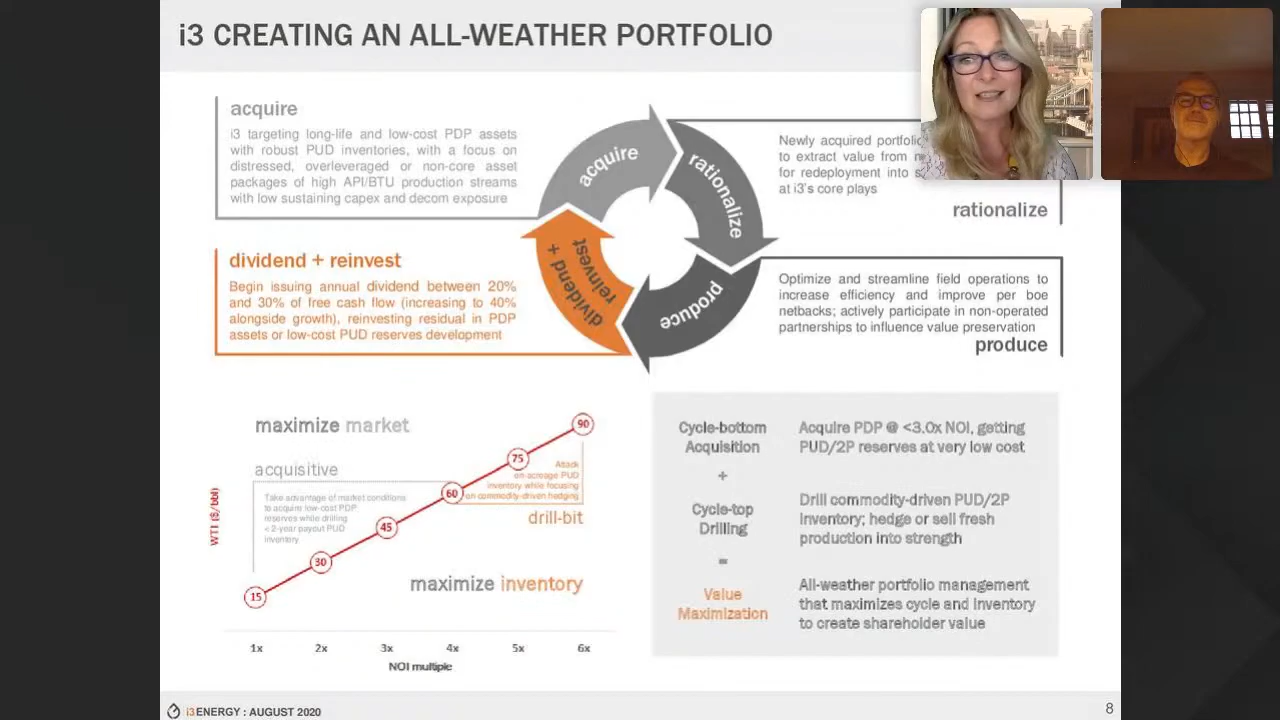 i3 CREATING AN ALL-WEATHER PORTFOLIO
acquire
i3 targeting long-life and low-cost PDP assets
with robust PUD inventories, with a focus on
distressed, overleveraged or non-core asset
packages of high API/BTU production streams
with low sustaining capex and decom exposure
dividend + reinvest
Begin issuing annual dividend between 20%
and 30% of free cash flow (increasing to 40%
alongside growth), reinvesting residual in PDP
assets or low-cost PUD reserves development
acquire
rationalize
produce
dividend +
reinvest
Newly acquired
to extract value from
for redeployment into
at i3's core plays
rationalize
Optimize and streamline field operations to
increase efficiency and improve per boe
netbacks; actively participate in non-operated
partnerships to influence value preservation
produce
maximize market
acquisitive
Take advantage of market conditions
to acquire low-cost PDP
reserves while drilling
< 2-year payout PUD
inventory
Attack
on-acreage PUD
inventory while focusing
on commodity-driven hedging
drill-bit
maximize inventory
WTI ($/bbl)
15
30
45
60
75
90
1x 2x 3x 4x 5x 6x
NOI multiple
Cycle-bottom
Acquisition
Acquire PDP @ <3.0x NOI, getting
PUD/2P reserves at very low cost
+
Cycle-top
Drilling
Drill commodity-driven PUD/2P
inventory; hedge or sell fresh
production into strength
=
Value
Maximization
All-weather portfolio management
that maximizes cycle and inventory
to create shareholder value
i3ENERGY : AUGUST 2020
8